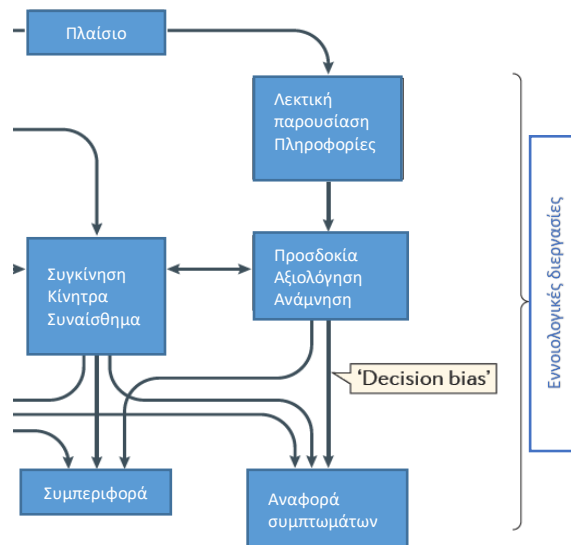 Πλαίσιο
Λεκτική
παρουσίαση
Πληροφορίες
Συγκίνηση
Κίνητρα
Συναίσθημα
Προσδοκία
Αξιολόγηση
Ανάμνηση
‘Decision bias’
Συμπεριφορά
Αναφορά
συμπτωμάτων
Εννοιολογικές διεργασίες